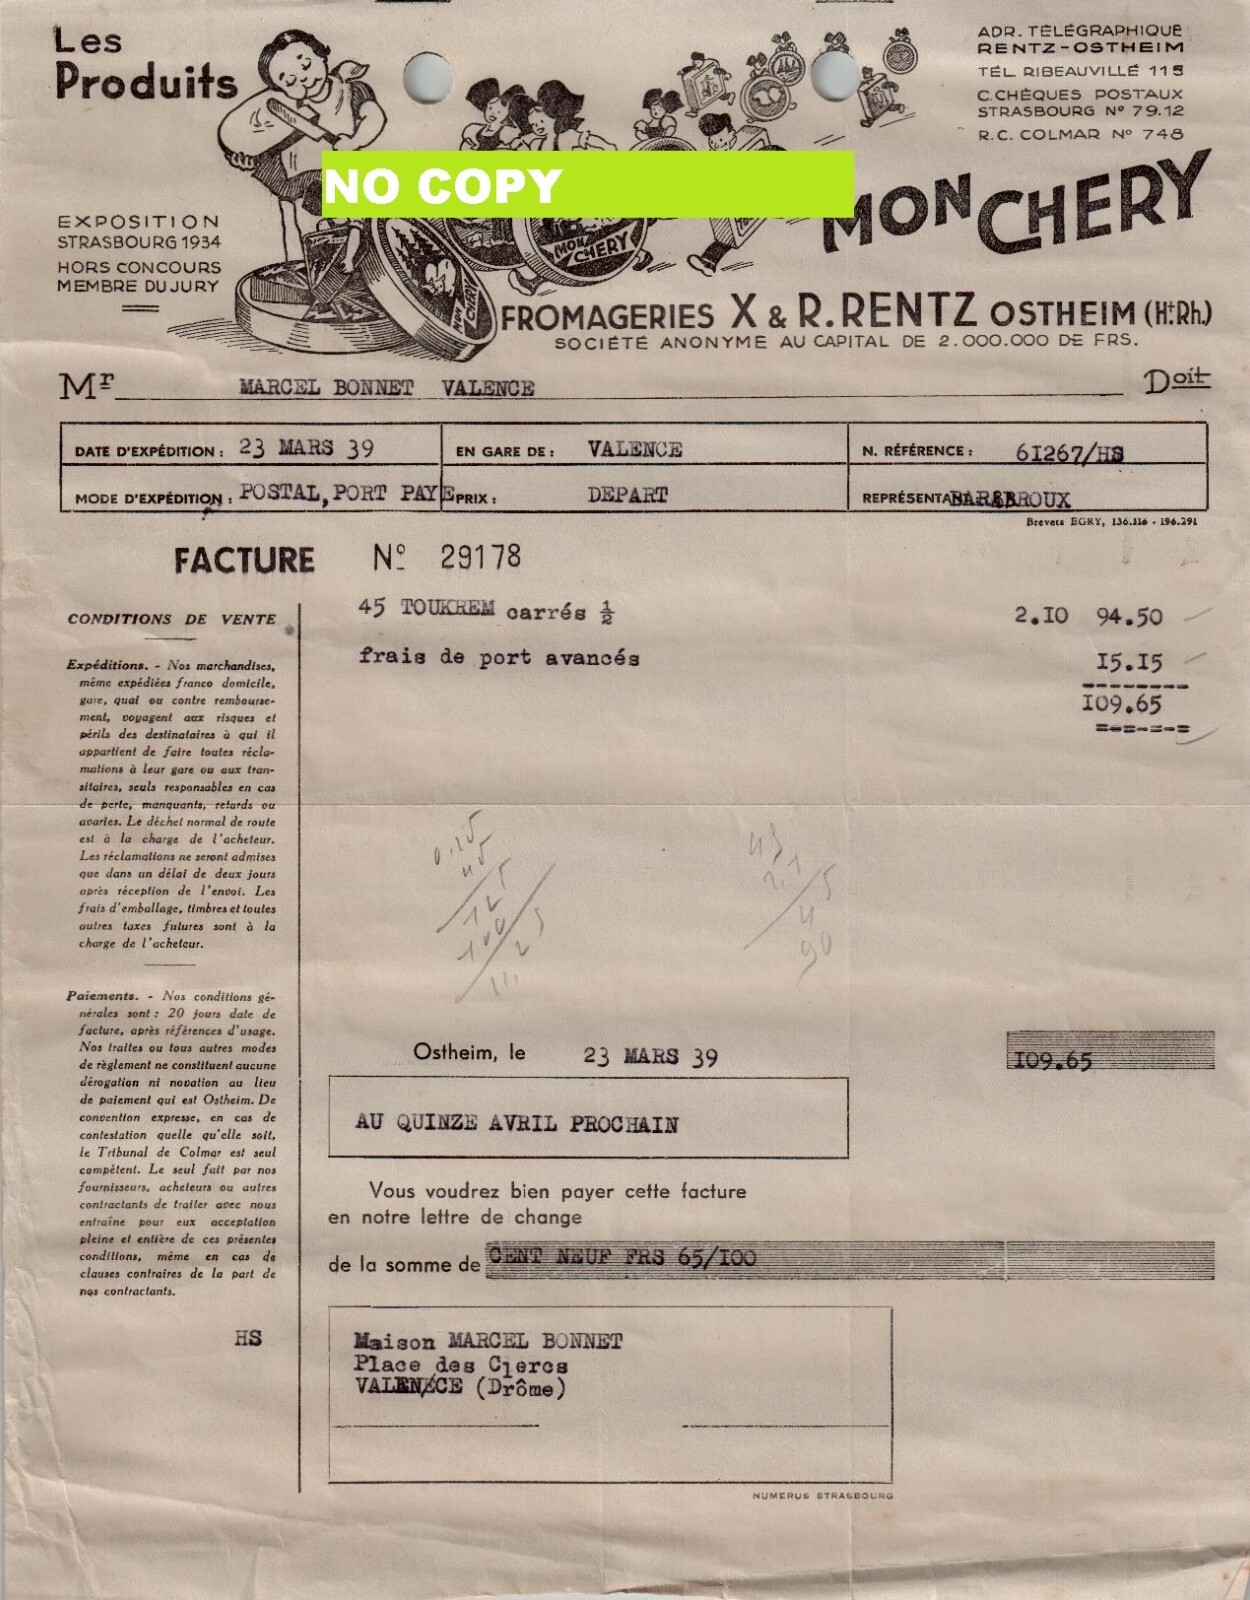 Les
Produits
ADR. TÉLÉGRAPHIQUE
RENTZ-OSTHEIM
TÉL. RIBEAUVILLÉ 115
C.CHÈQUES POSTAUX
STRASBOURG Nº 79.12
R.C. COLMAR Nº 748
NO COPY
MONCHERY
EXPOSITION
STRASBOURG 1934
HORS CONCOURS
MEMBRE DU JURY
MON CHERY
MON CHERY
FROMAGERIES X & R. RENTZ OSTHEIM (Ht Rh.)
SOCIÉTÉ ANONYME AU CAPITAL DE 2.000.000 DE FRS.
Mr MARCEL BONNET VALENCE Doit
DATE D'EXPÉDITION : 23 MARS 39 EN GARE DE : VALENCE N. RÉFÉRENCE : 6I267/HS
MODE D'EXPÉDITION : POSTAL,PORT PAYE PRIX : DEPART
Brevets EGRY, 136.116 - 196.291
FACTURE Nº 29178
45 TOUKREM carrés ½ 2.I0 94.50
frais de port avancés I5.I5
I09.65
CONDITIONS DE VENTE
Expéditions. - Nos marchandises,
même expédiées franco domicile,
gare, quai ou contre rembourse-
ment, voyagent aux risques et
périls des destinataires à qui il
appartient de faire toutes récla-
mations à leur gare ou aux tran-
sitaires, seuls responsables en cas
de perte, manquants, retards ou
avaries. Le déchet normal de route
est à la charge de l'acheteur.
Les réclamations ne seront admises
que dans un délai de deux jours
après réception de l'envoi. Les
frais d'emballage, timbres et toutes
autres taxes futures sont à la
charge de l'acheteur.
Paiements. - Nos conditions gé-
nérales sont : 20 jours date de
facture, après références d'usage.
Nos traites ou tous autres modes
de règlement ne constituent aucune
dérogation ni novation au lieu
de paiement qui est Ostheim. De
convention expresse, en cas de
contestation quelle qu'elle soit,
le Tribunal de Colmar est seul
compétent. Le seul fait par nos
fournisseurs, acheteurs ou autres
contractants de traiter avec nous
entraîne pour eux acceptation
pleine et entière de ces présentes
conditions, même en cas de
clauses contraires de la part de
nos contractants.
HS
Ostheim, le 23 MARS 39 I09.65
AU QUINZE AVRIL PROCHAIN
Vous voudrez bien payer cette facture
en notre lettre de change
de la somme de CENT NEUF FRS 65/I00
Maison MARCEL BONNET
Place des Clercs
VALENCE (Drôme)
NUMERUS STRASBOURG